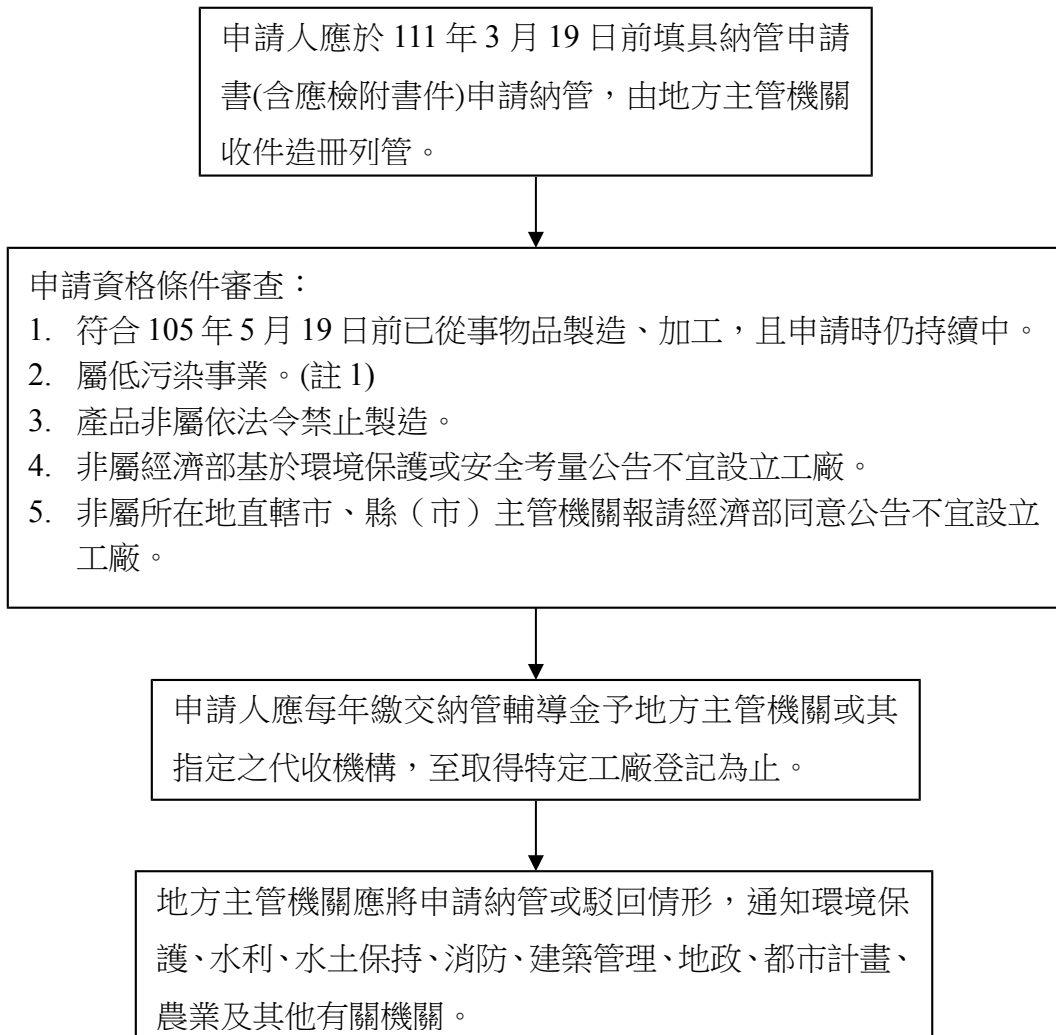 申請人應於 111 年 3 月 19 日前填具納管申請
書(含應檢附書件)申請納管，由地方主管機關
收件造冊列管。
申請資格條件審查：
1. 符合 105 年 5 月 19 日前已從事物品製造、加工，且申請時仍持續中。
2. 屬低污染事業。(註 1)
3. 產品非屬依法令禁止製造。
4. 非屬經濟部基於環境保護或安全考量公告不宜設立工廠。
5. 非屬所在地直轄市、縣（市）主管機關報請經濟部同意公告不宜設立
工廠。
申請人應每年繳交納管輔導金予地方主管機關或其
指定之代收機構，至取得特定工廠登記為止。
地方主管機關應將申請納管或駁回情形，通知環境保
護、水利、水土保持、消防、建築管理、地政、都市計畫、
農業及其他有關機關。